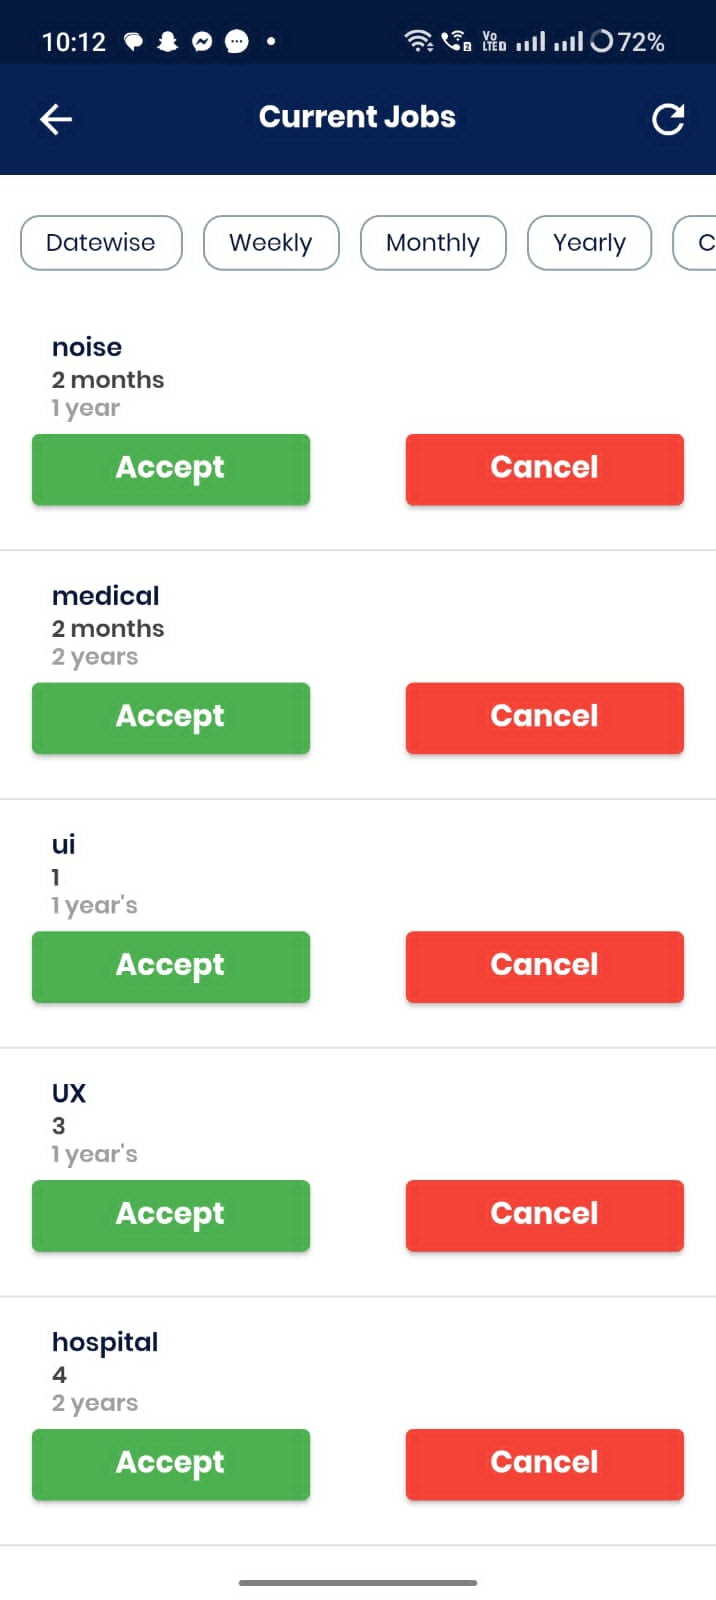 10:12 Vo LTE 72%
Current Jobs
Datewise Weekly Monthly Yearly C
noise
2 months
1 year
Accept Cancel
medical
2 months
2 years
Accept Cancel
ui
1
1 year's
Accept Cancel
UX
3
1 year's
Accept Cancel
hospital
4
2 years
Accept Cancel